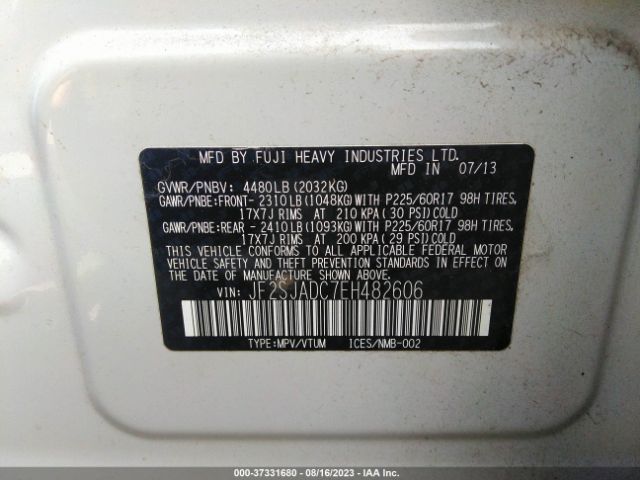 MFD BY FUJI HEAVY INDUSTRIES LTD.
MFD IN 07/13
GVWR/PNBV: 4480LB(2032KG)
GAWR/PNBE:FRONT- 2310LB(1048KG)WITH P225/60R17 98H TIRES,
17X7J RIMS AT 210 KPA(30 PSI)COLD
GAWR/PNBE:REAR - 2410LB(1093KG)WITH P225/60R17 98H TIRES,
17X7J RIMS AT 200 KPA(29 PSI)COLD
THIS VEHICLE CONFORMS TO ALL APPLICABLE FEDERAL MOTOR
VEHICLE SAFETY AND THEFT PREVENTION STANDARDS IN EFFECT
ON THE DATE OF MANUFACTURE SHOWN ABOVE.
VIN: JF2SJADC7EH482606
TYPE:MPV/VTUM ICES/NMB-002
000-37331680 - 08/16/2023 - IAA Inc.